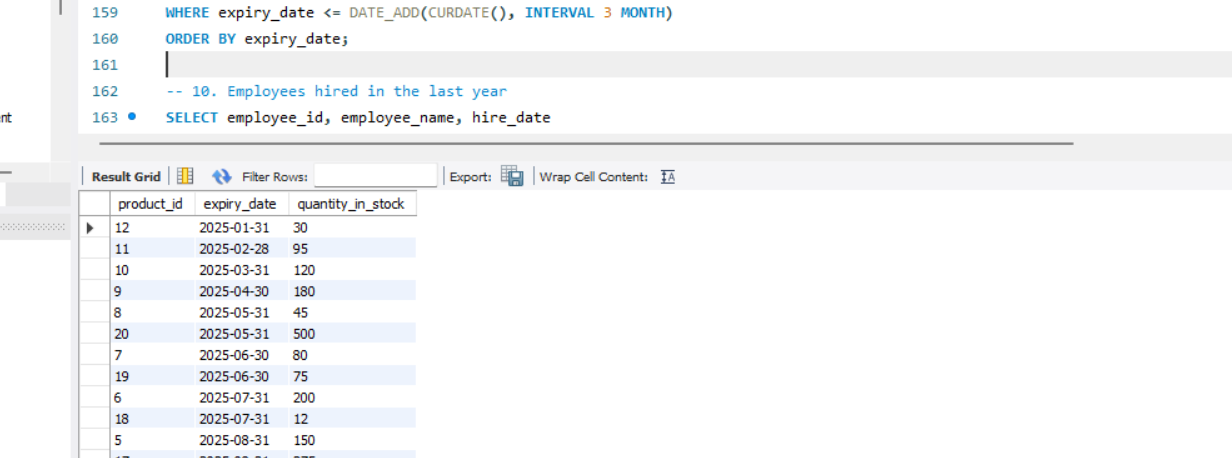 159 WHERE expiry_date <= DATE_ADD(CURDATE(), INTERVAL 3 MONTH)
160 ORDER BY expiry_date;
161
162 -- 10. Employees hired in the last year
nt
163 SELECT employee_id, employee_name, hire_date
Result Grid Filter Rows: Export: Wrap Cell Content: IA
product_id expiry_date quantity_in_stock
12 2025-01-31 30
11 2025-02-28 95
10 2025-03-31 120
9 2025-04-30 180
8 2025-05-31 45
20 2025-05-31 500
7 2025-06-30 80
19 2025-06-30 75
6 2025-07-31 200
18 2025-07-31 12
5 2025-08-31 150